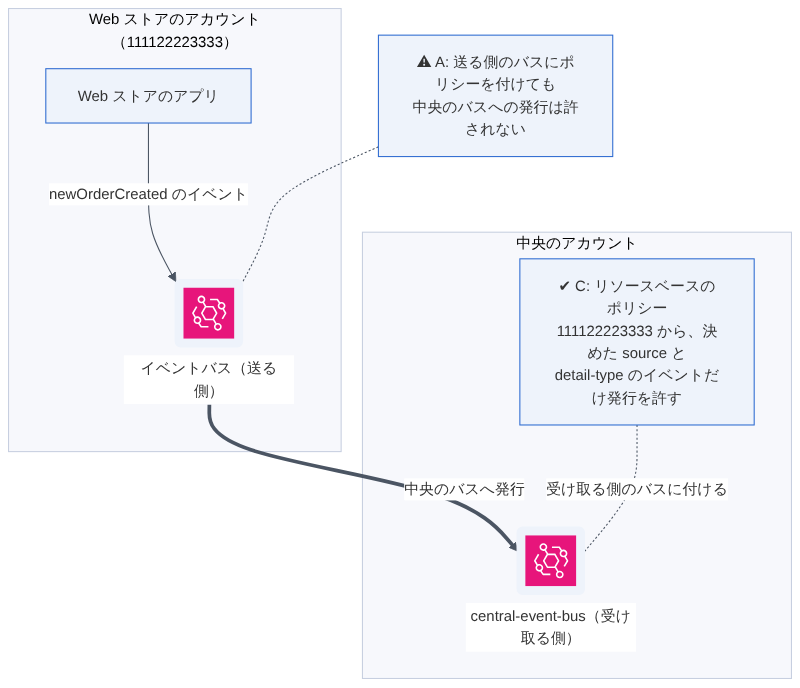 Web ストアのアカウント
（111122223333）
Web ストアのアプリ
newOrderCreated のイベント
イベントバス（送る
側）
⚠ A: 送る側のバスにポ
リシーを付けても
中央のバスへの発行は許
されない
中央のアカウント
✔ C: リソースベースの
ポリシー
111122223333 から、決
めた source と
detail-type のイベントだ
け発行を許す
中央のバスへ発行
受け取る側のバスに付ける
central-event-bus（受け
取る側）